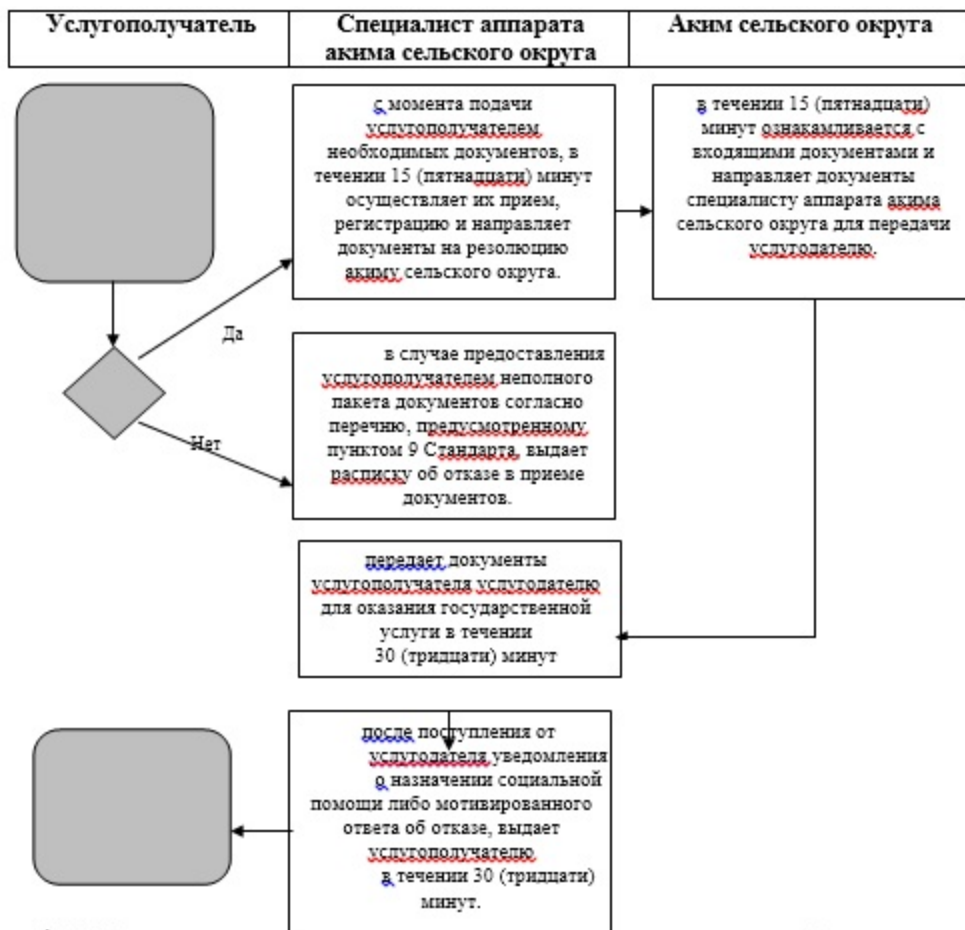 Услугополучатель
Специалист аппарата
акима сельского округа
Аким сельского округа
с момента подачи
услугополучателем
необходимых документов, в
течении 15 (пятнадцати) минут
осуществляет их прием,
регистрацию и направляет
документы на резолюцию
акиму сельского округа.
в течении 15 (пятнадцати)
минут ознакамливается с
входящими документами и
направляет документы
специалисту аппарата акима
сельского округа для передачи
услугодателю.
Да
Нет
в случае предоставления
услугополучателем неполного
пакета документов согласно
перечню, предусмотренному
пунктом 9 Стандарта, выдает
расписку об отказе в приеме
документов.
передает документы
услугополучателя услугодателю
для оказания государственной
услуги в течении
30 (тридцати) минут
после поступления от
услугодателя уведомления
о назначении социальной
помощи либо мотивированного
ответа об отказе, выдает
услугополучателю
в течении 30 (тридцати)
минут.